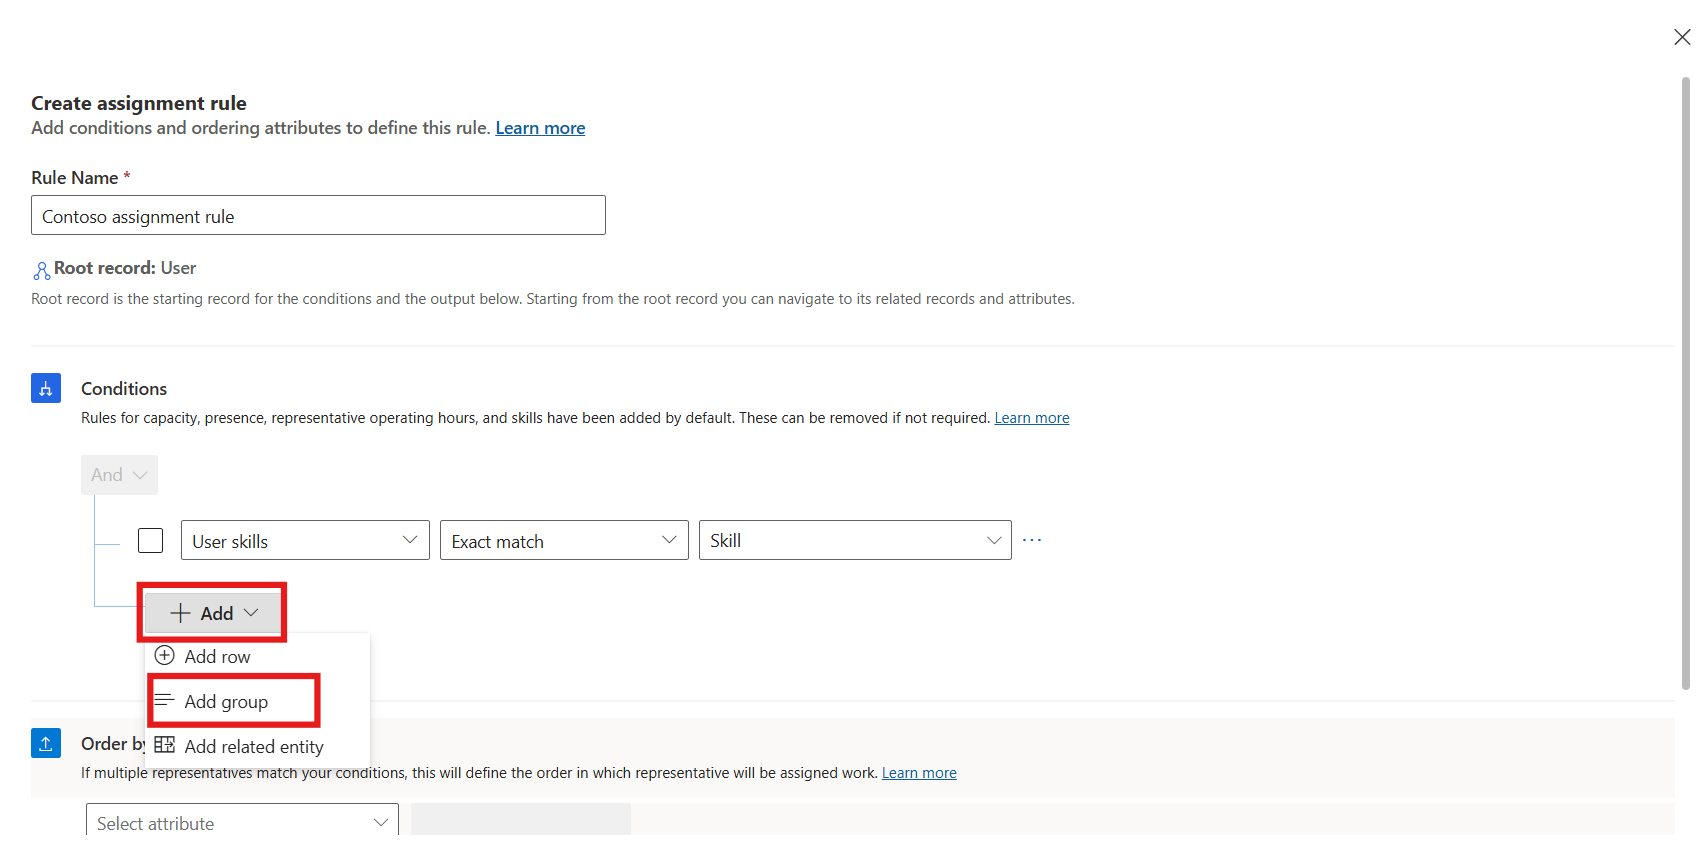 Create assignment rule
Add conditions and ordering attributes to define this rule. Learn more
Rule Name *
Contoso assignment rule
Root record: User
Root record is the starting record for the conditions and the output below. Starting from the root record you can navigate to its related records and attributes.
Conditions
Rules for capacity, presence, representative operating hours, and skills have been added by default. These can be removed if not required. Learn more
And
User skills Exact match Skill ...
Add
Add row
Add group
Order by
Add related entity
If multiple representatives match your conditions, this will define the order in which representative will be assigned work. Learn more
Select attribute